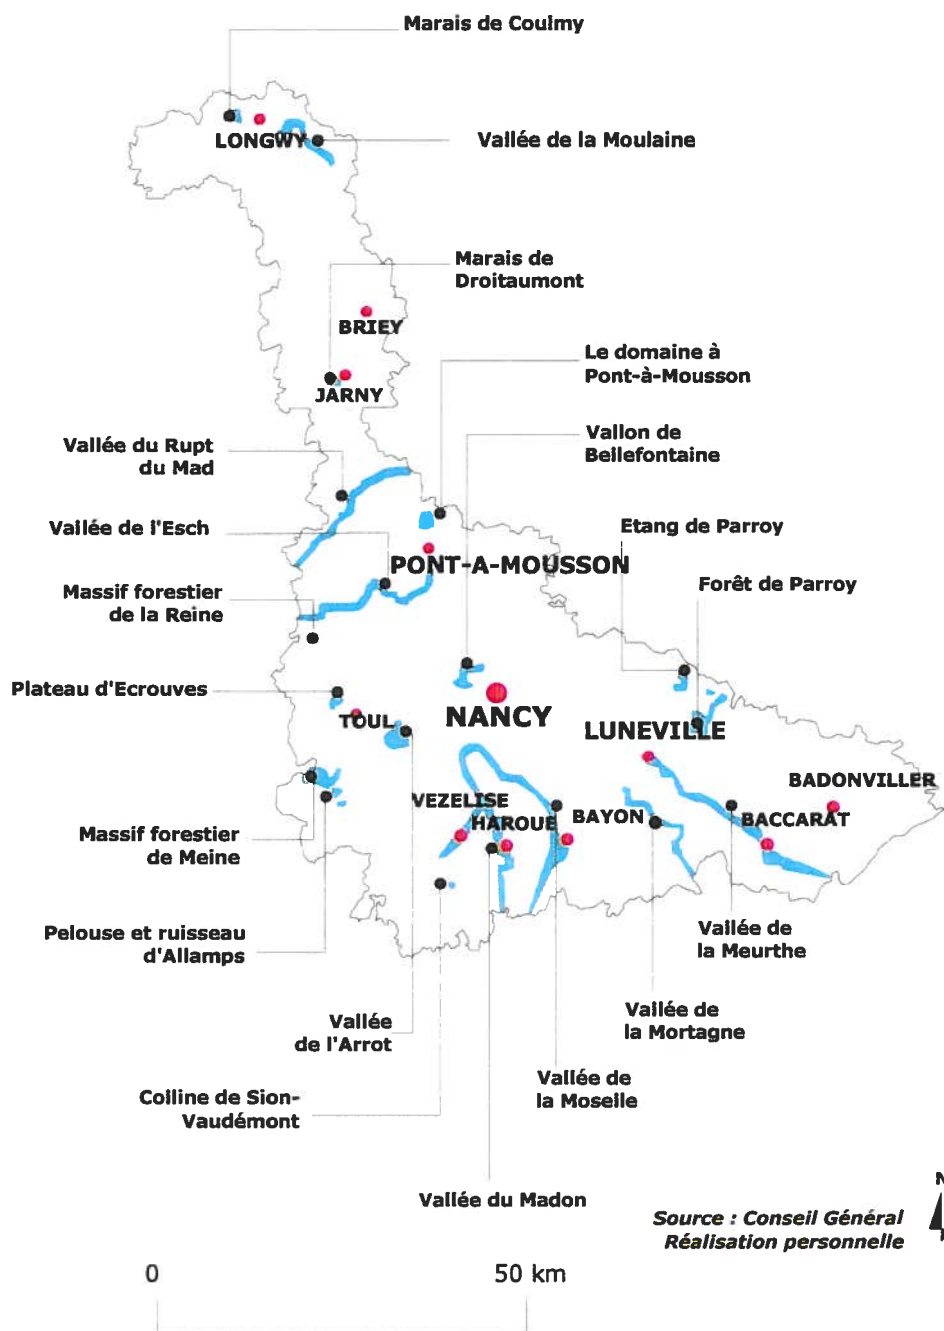 Marais de Coulmy
LONGWY
Vallée de la Moulaine
Marais de
Droitaumont
BRIEY
Le domaine à
Pont-à-Mousson
JARNY
Vallée du Rupt
du Mad
Vallon de
Bellefontaine
Vallée de l'Esch
Etang de Parroy
PONT-A-MOUSSON
Massif forestier
de la Reine
Forêt de Parroy
Plateau d'Ecrouves
TOUL
NANCY
LUNEVILLE
BADONVILLER
VEZELISE
HAROUE
BAYON
BACCARAT
Massif forestier
de Meine
Pelouse et ruisseau
d'Allamps
Vallée de
la Meurthe
Vallée
de l'Arrot
Vallée de
la Mortagne
Colline de Sion-
Vaudémont
Vallée de
la Moselle
Vallée du Madon
N
Source : Conseil Général
Réalisation personnelle
0
50 km